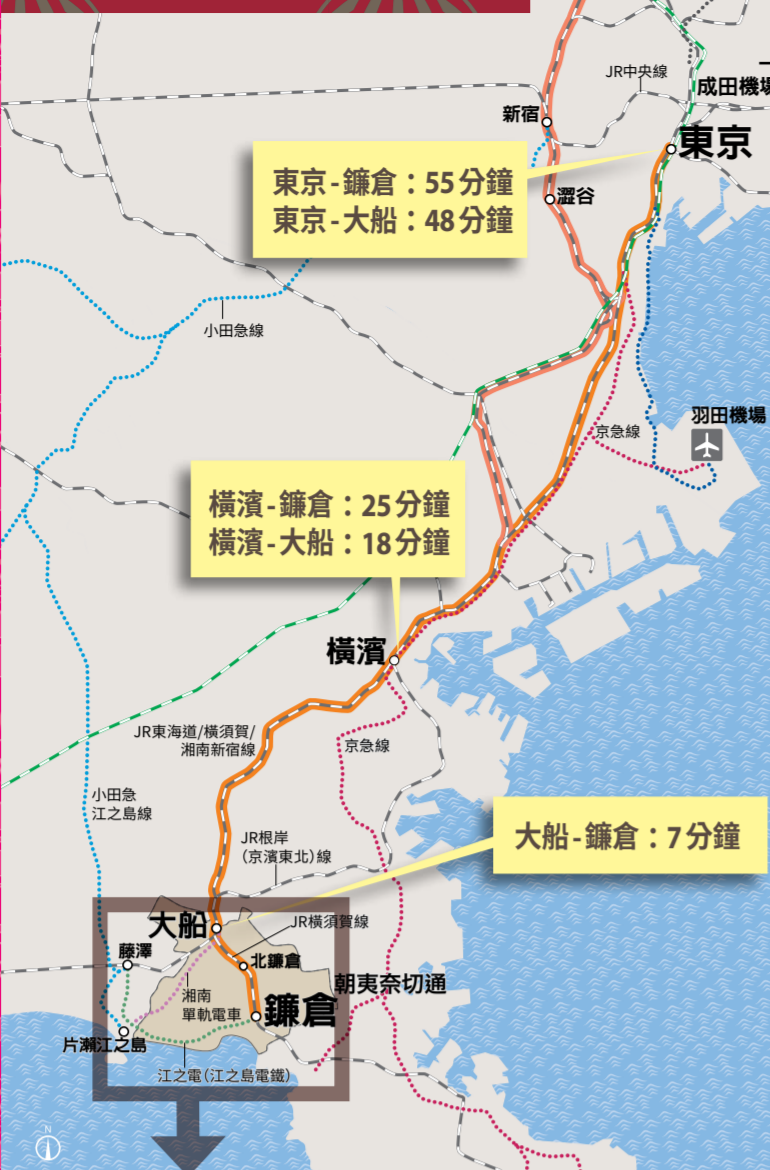 JR中央線
成田機場
新宿
東京
東京-鐮倉：55分鐘
東京-大船：48分鐘
澀谷
小田急線
羽田機場
京急線
橫濱-鐮倉：25分鐘
橫濱-大船：18分鐘
橫濱
JR東海道/橫須賀/
湘南新宿線
京急線
小田急
江之島線
大船-鐮倉：7分鐘
JR根岸
（京濱東北）線
大船
JR橫須賀線
藤澤
北鐮倉
朝夷奈切通
湘南
單軌電車
鐮倉
片瀨江之島
江之電（江之島電鐵）
N